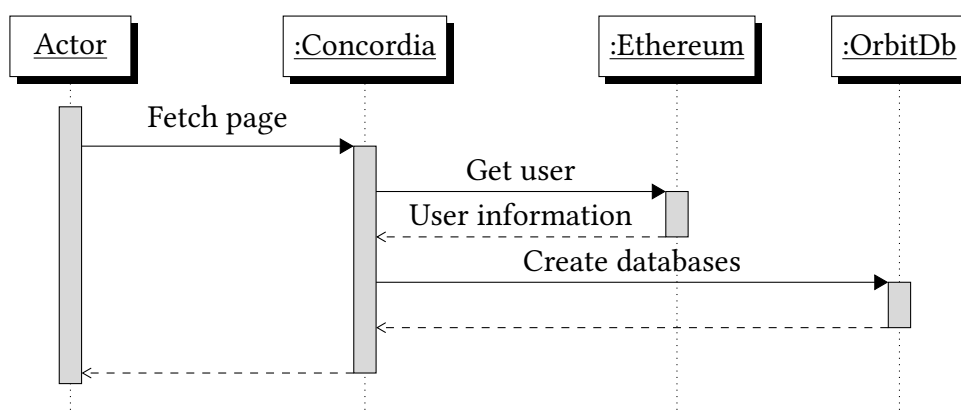 Actor
:Concordia
:Ethereum
:OrbitDb
Fetch page
Get user
User information
Create databases